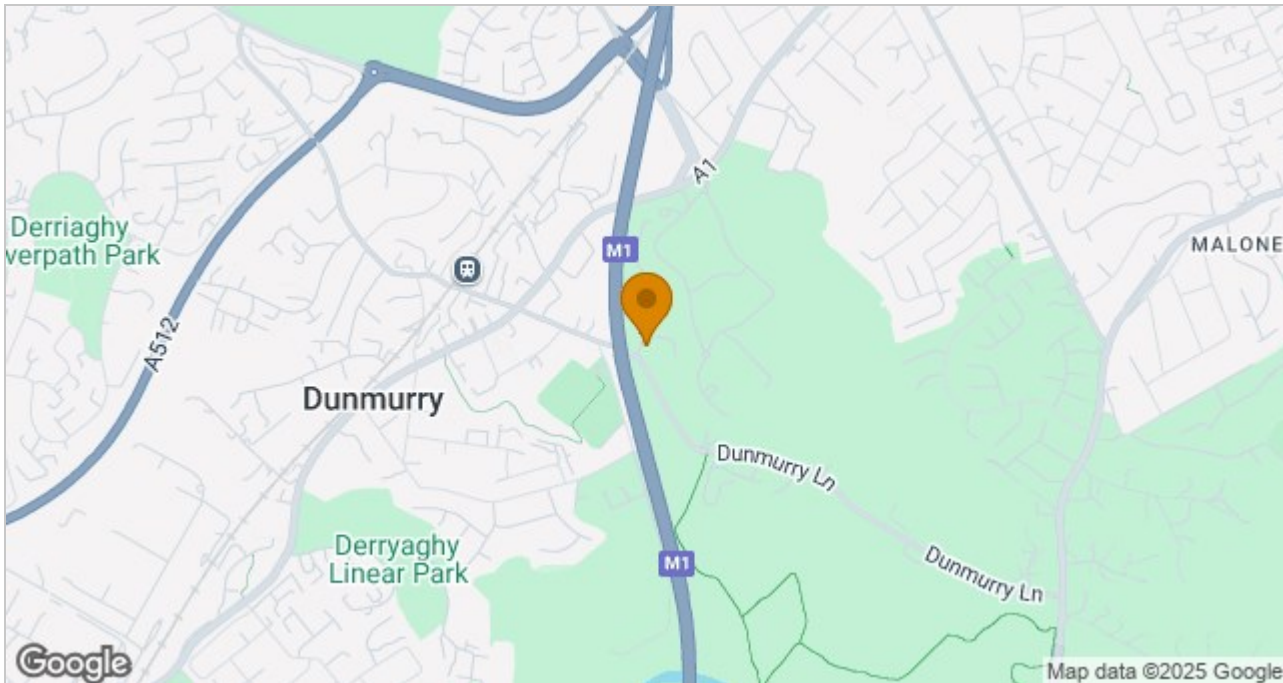 A1
Derriaghy
verpath Park
M1
MALONE
A512
Dunmurry
Dunmurry Ln
Derryaghy
Linear Park
M1
Dunmurry Ln
Google
Map data ©2025 Google